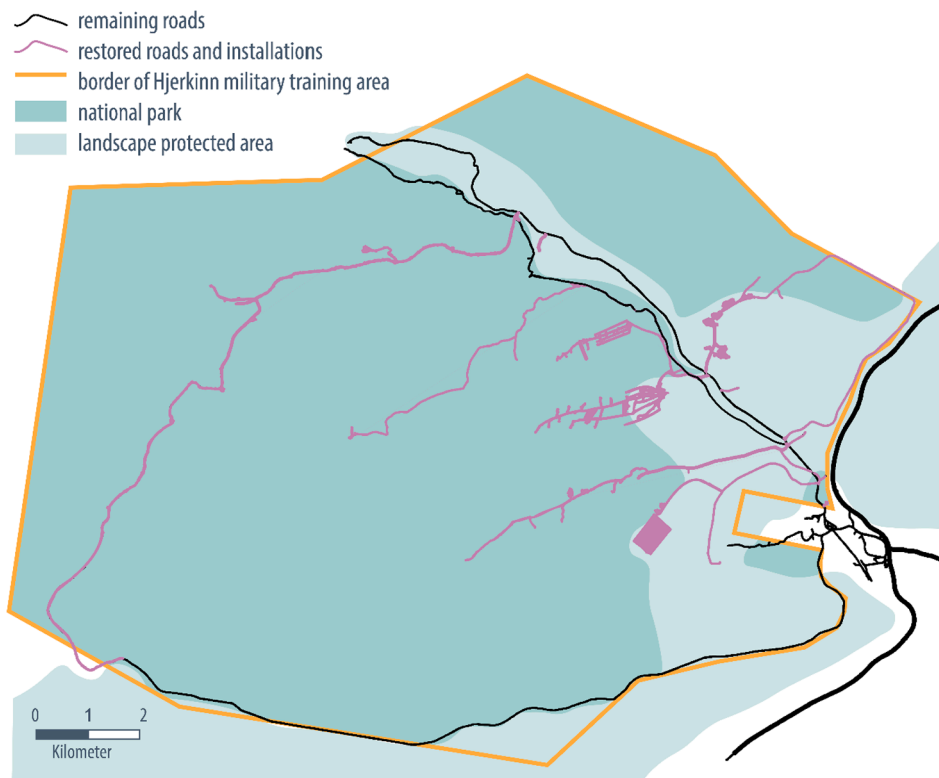 remaining roads
restored roads and installations
border of Hjerkinn military training area
national park
landscape protected area
0 1 2
Kilometer